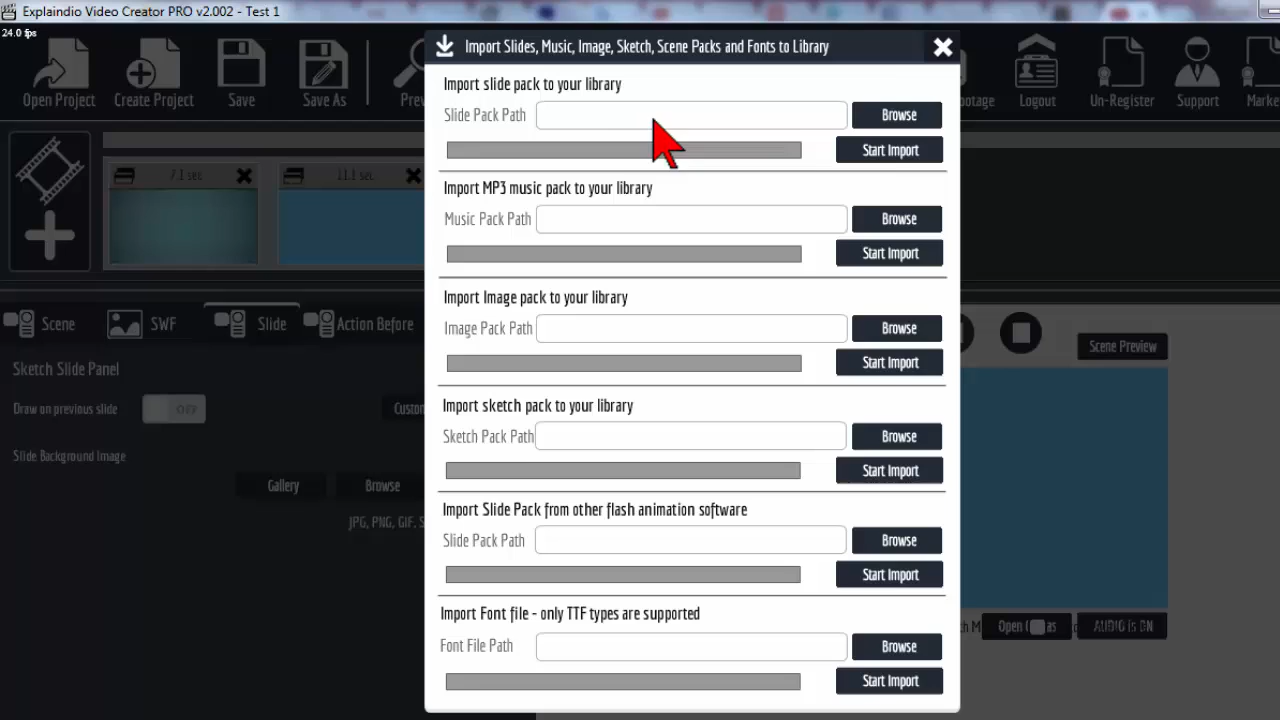 Explaindio Video Creator PRO v2.002 - Test 1
24.0 fps
Open Project
Create Project
Save
Save As
Logout
Un-Register
Support
Import Slides, Music, Image, Sketch, Scene Packs and Fonts to Library
Import slide pack to your library
Slide Pack Path
Browse
Start Import
7.1 sec
11.1 sec.
Import MP3 music pack to your library
Music Pack Path
Browse
Start Import
Import Image pack to your library
Image Pack Path
Browse
Start Import
Scene
SWF
Slide
Action Before
Scene Preview
Sketch Slide Panel
Draw on previous slide
OFF
Import sketch pack to your library
Sketch Pack Path
Browse
Start Import
Slide Background Image
Gallery
Browse
JPG, PNG, GIF,
Import Slide Pack from other flash animation software
Slide Pack Path
Browse
Start Import
Import Font file - only TTF types are supported
Font File Path
Browse
Start Import
Open
AUDIO is ON